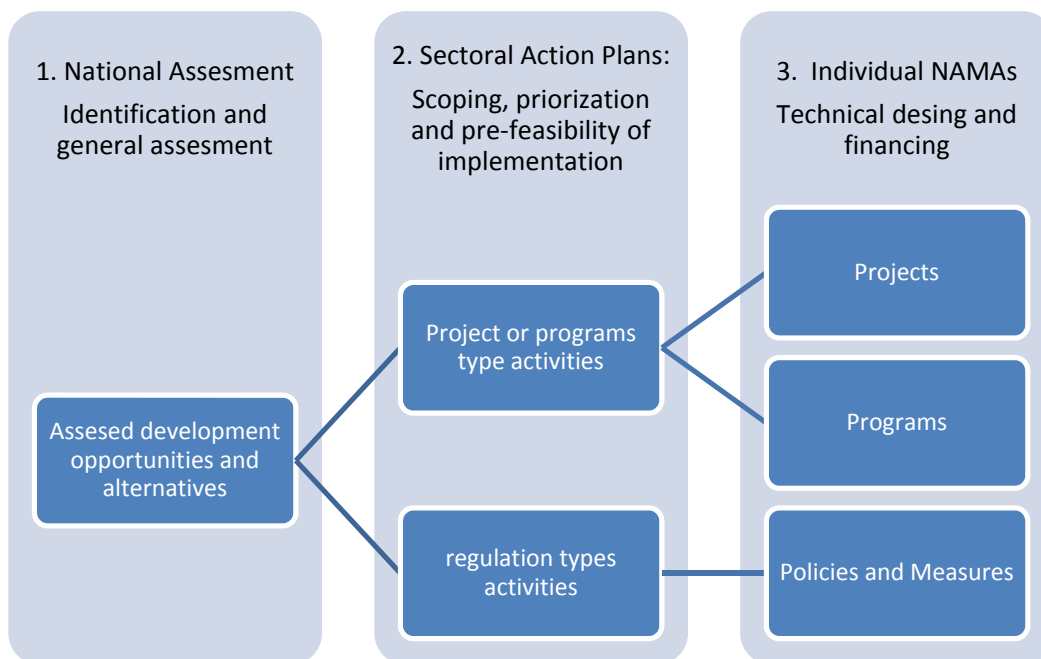 1. National Assesment
Identification and
general assesment
2. Sectoral Action Plans:
Scoping, priorization
and pre-feasibility of
implementation
3. Individual NAMAs
Technical desing and
financing
Assesed development
opportunities and
alternatives
Project or programs
type activities
regulation types
activities
Projects
Programs
Policies and Measures